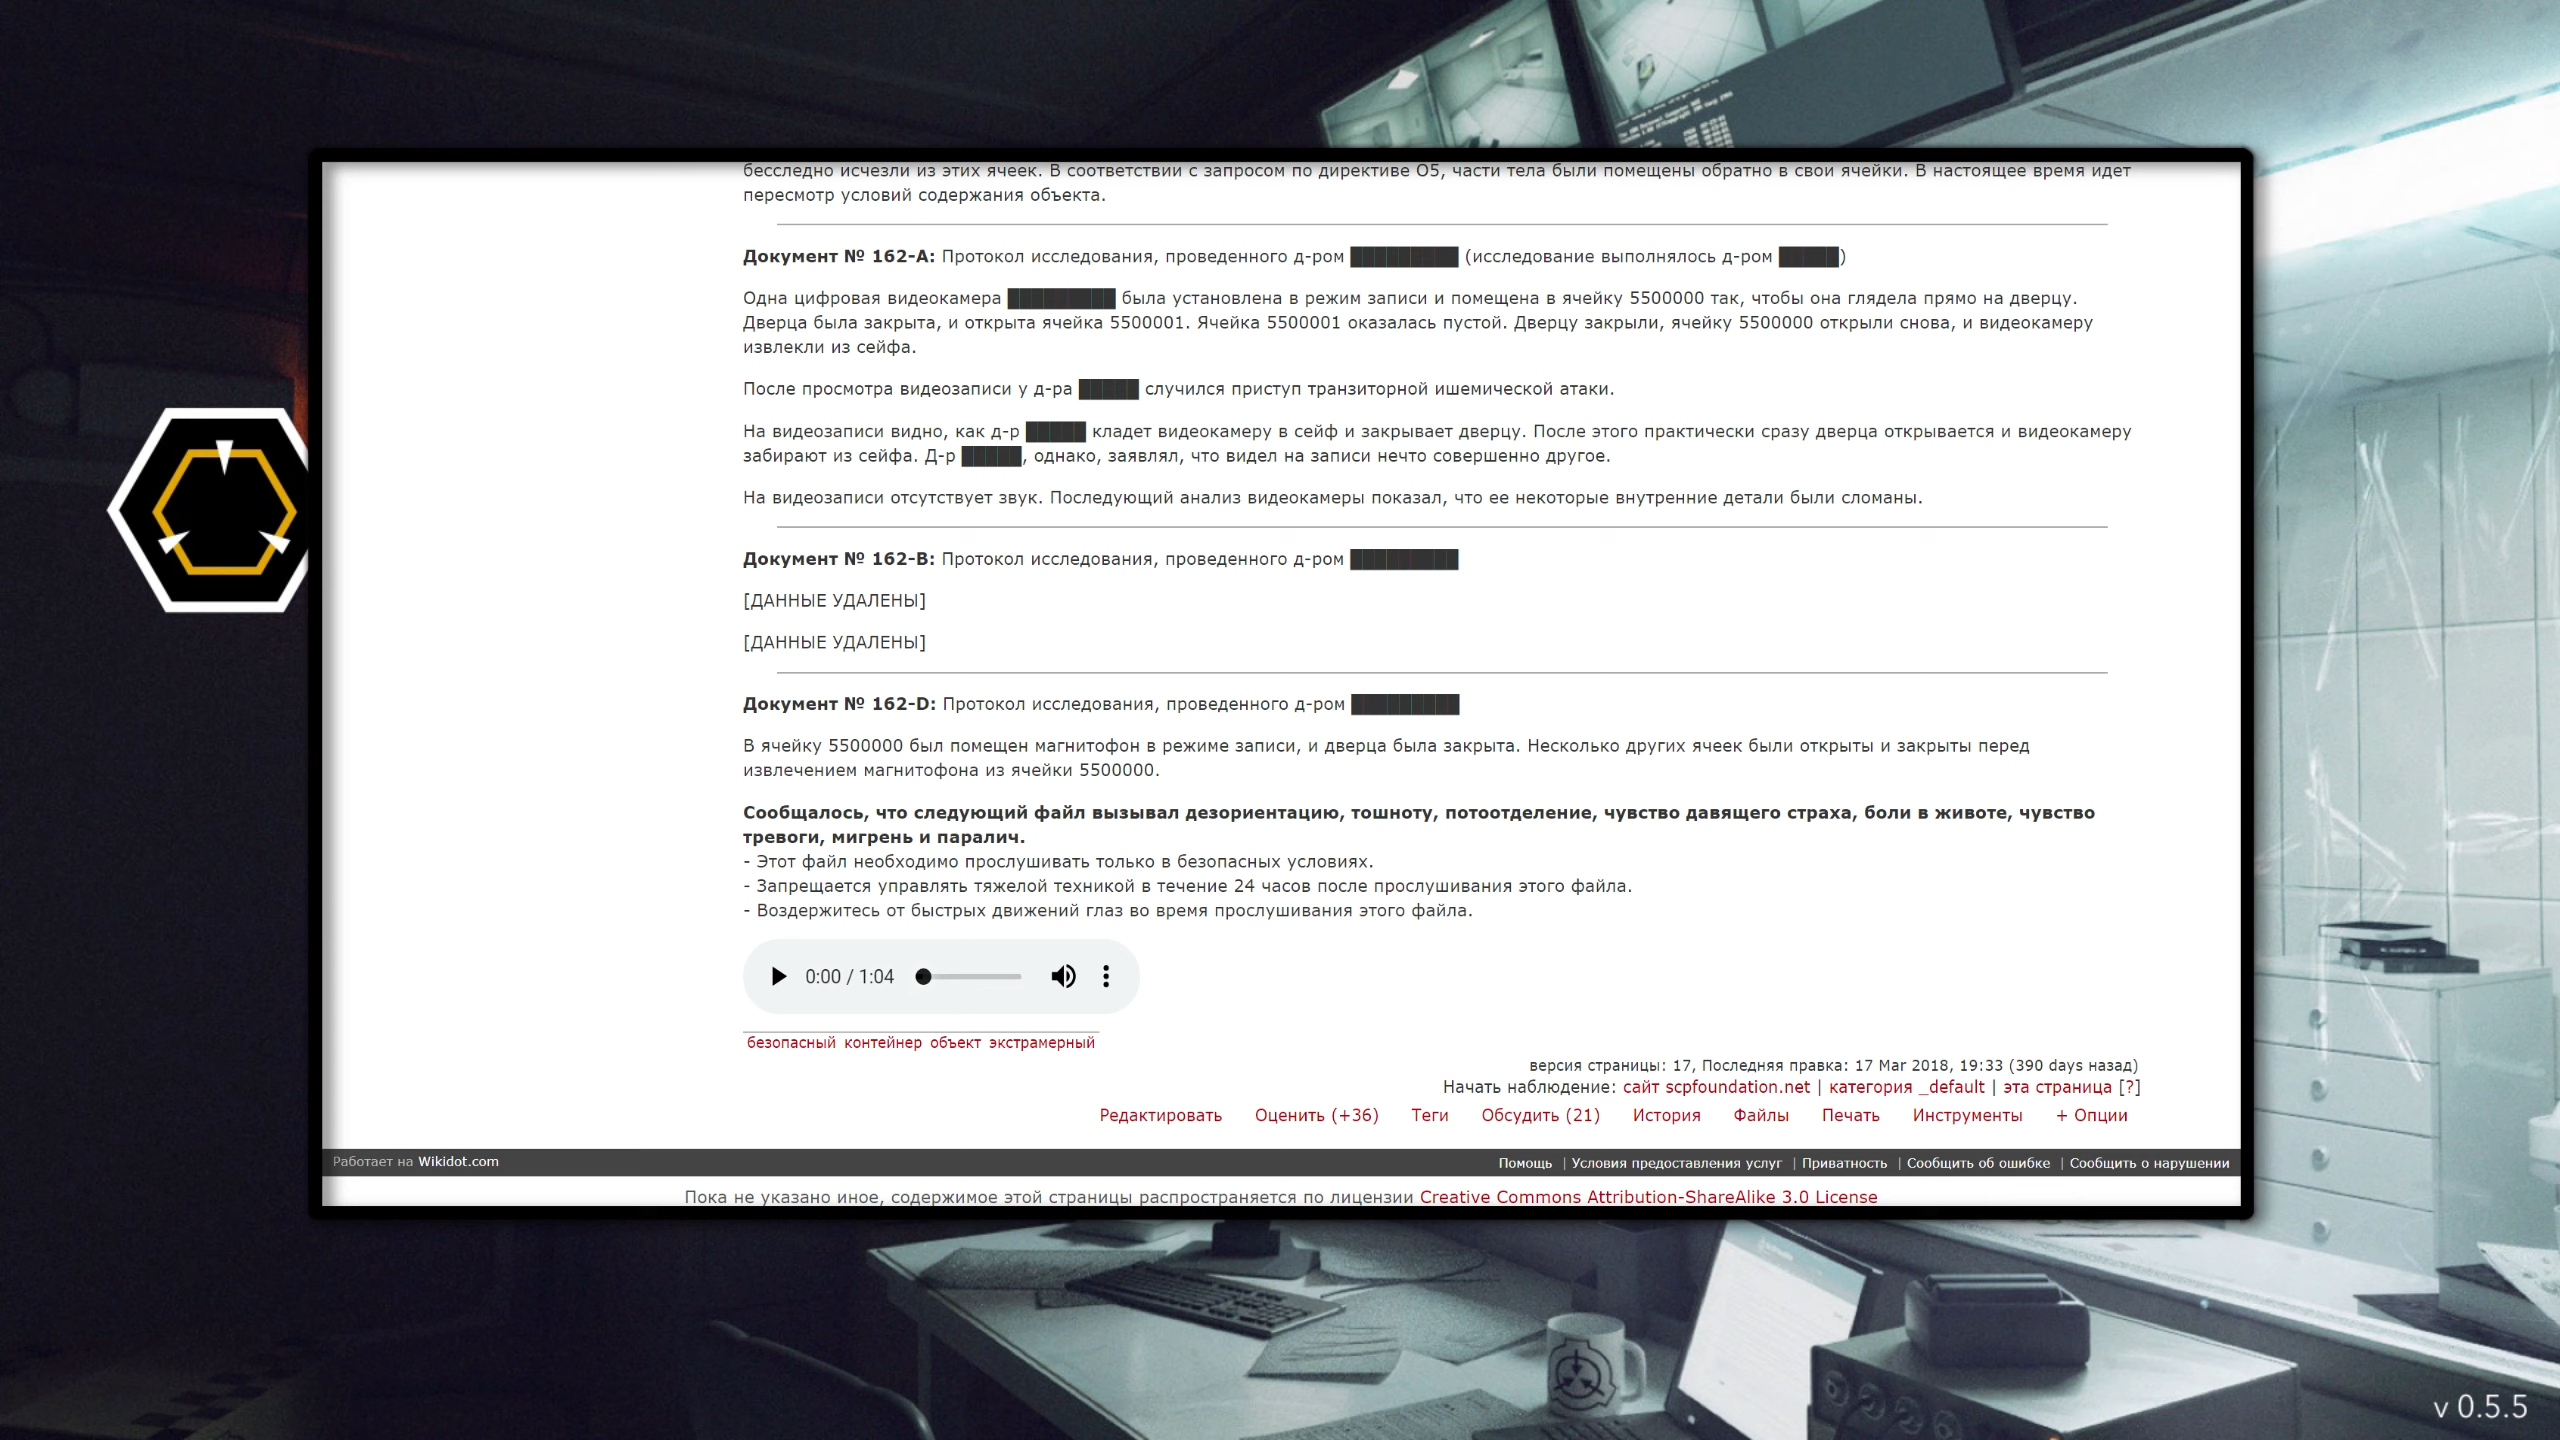 бесследно исчезли из этих ячеек. В соответствии с запросом по директиве O5, части тела были помещены обратно в свои ячейки. В настоящее время идет
пересмотр условий содержания объекта.
Документ № 162-A: Протокол исследования, проведенного д-ром █████████ (исследование выполнялось д-ром █████)
Одна цифровая видеокамера █████████ была установлена в режим записи и помещена в ячейку 5500000 так, чтобы она глядела прямо на дверцу.
Дверца была закрыта, и открыта ячейка 5500001. Ячейка 5500001 оказалась пустой. Дверцу закрыли, ячейку 5500000 открыли снова, и видеокамеру
извлекли из сейфа.
После просмотра видеозаписи у д-ра █████ случился приступ транзиторной ишемической атаки.
На видеозаписи видно, как д-р █████ кладет видеокамеру в сейф и закрывает дверцу. После этого практически сразу дверца открывается и видеокамеру
забирают из сейфа. Д-р █████, однако, заявлял, что видел на записи нечто совершенно другое.
На видеозаписи отсутствует звук. Последующий анализ видеокамеры показал, что ее некоторые внутренние детали были сломаны.
Документ № 162-B: Протокол исследования, проведенного д-ром █████████
[ДАННЫЕ УДАЛЕНЫ]
[ДАННЫЕ УДАЛЕНЫ]
Документ № 162-D: Протокол исследования, проведенного д-ром █████████
В ячейку 5500000 был помещен магнитофон в режиме записи, и дверца была закрыта. Несколько других ячеек были открыты и закрыты перед
извлечением магнитофона из ячейки 5500000.
Сообщалось, что следующий файл вызывал дезориентацию, тошноту, потоотделение, чувство давящего страха, боли в животе, чувство
тревоги, мигрень и паралич.
- Этот файл необходимо прослушивать только в безопасных условиях.
- Запрещается управлять тяжелой техникой в течение 24 часов после прослушивания этого файла.
- Воздержитесь от быстрых движений глаз во время прослушивания этого файла.
0:00 / 1:04
безопасный контейнер объект экстрамерный
версия страницы: 17, Последняя правка: 17 Mar 2018, 19:33 (390 days назад)
Начать наблюдение: сайт scpfoundation.net | категория _default | эта страница [?]
Редактировать Оценить (+36) Теги Обсудить (21) История Файлы Печать Инструменты + Опции
Работает на Wikidot.com
Помощь | Условия предоставления услуг | Приватность | Сообщить об ошибке | Сообщить о нарушении
Пока не указано иное, содержимое этой страницы распространяется по лицензии Creative Commons Attribution-ShareAlike 3.0 License
v 0.5.5